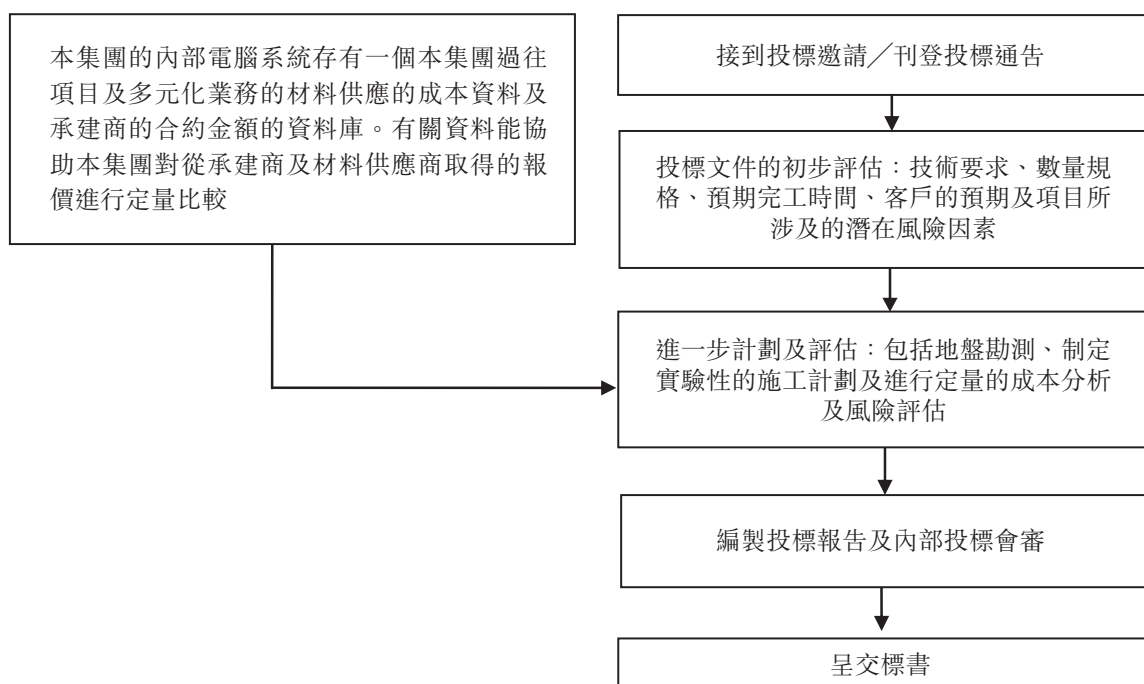 本集團的內部電腦系統存有一個本集團過往
項目及多元化業務的材料供應的成本資料及
承建商的合約金額的資料庫。有關資料能協
助本集團對從承建商及材料供應商取得的報
價進行定量比較
接到投標邀請╱刊登投標通告
投標文件的初步評估：技術要求、數量規
格、預期完工時間、客戶的預期及項目所
涉及的潛在風險因素
進一步計劃及評估：包括地盤勘測、制定
實驗性的施工計劃及進行定量的成本分析
及風險評估
編製投標報告及內部投標會審
呈交標書